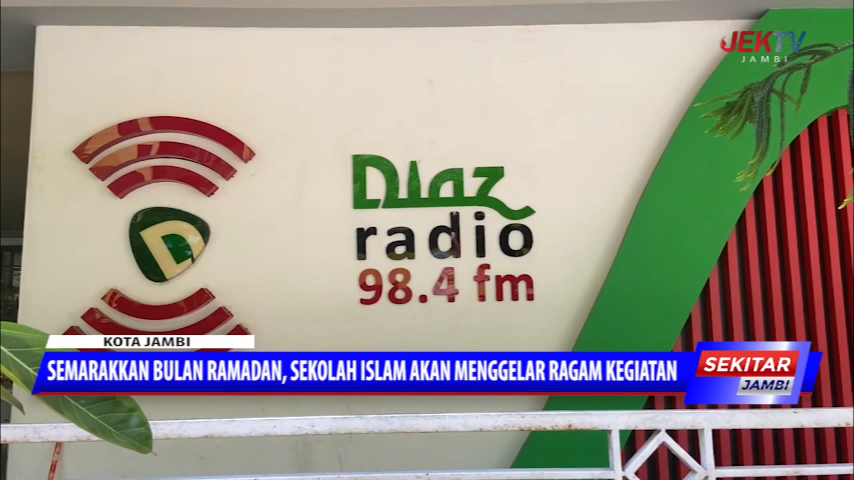 JEKTV
JAMBI
Diaz
radio
98.4 fm
D
KOTA JAMBI
SEMARAKKAN BULAN RAMADAN, SEKOLAH ISLAM AKAN MENGGELAR RAGAM KEGIATAN
SEKITAR
JAMBI